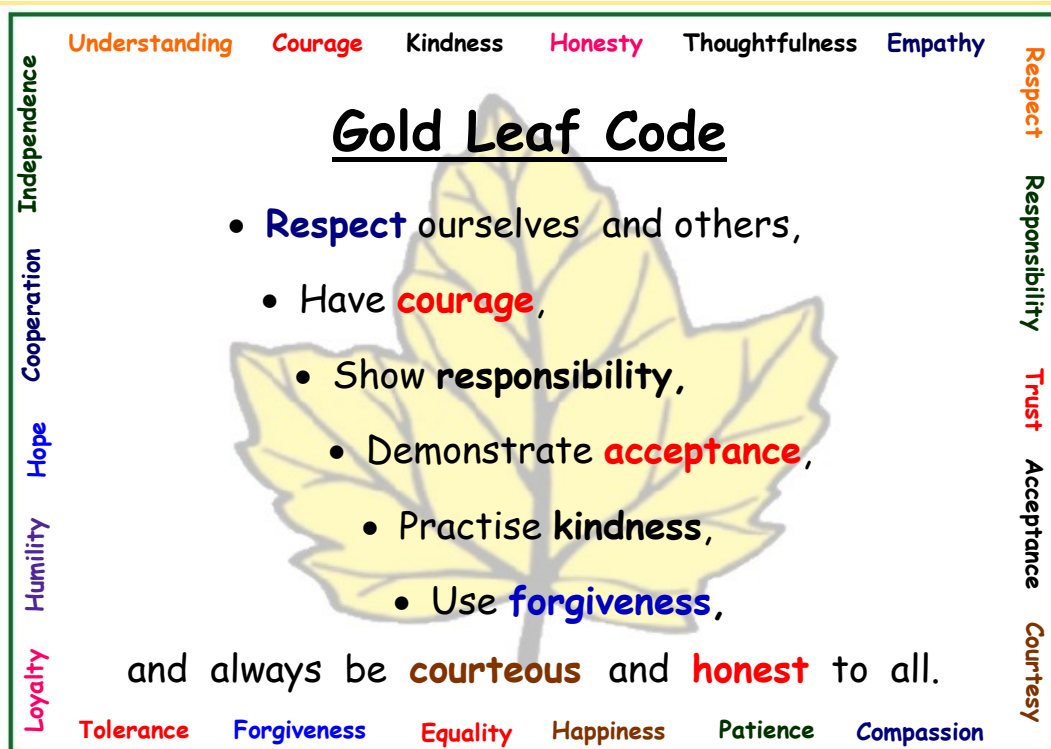 Understanding Courage Kindness Honesty Thoughtfulness Empathy
Gold Leaf Code
• Respect ourselves and others,
• Have courage,
• Show responsibility,
• Demonstrate acceptance,
• Practise kindness,
• Use forgiveness,
and always be courteous and honest to all.
Respect
Responsibility
Trust
Acceptance
Courtesy
Tolerance Forgiveness Equality Happiness Patience Compassion
Loyalty
Humility
Hope
Cooperation
Independence